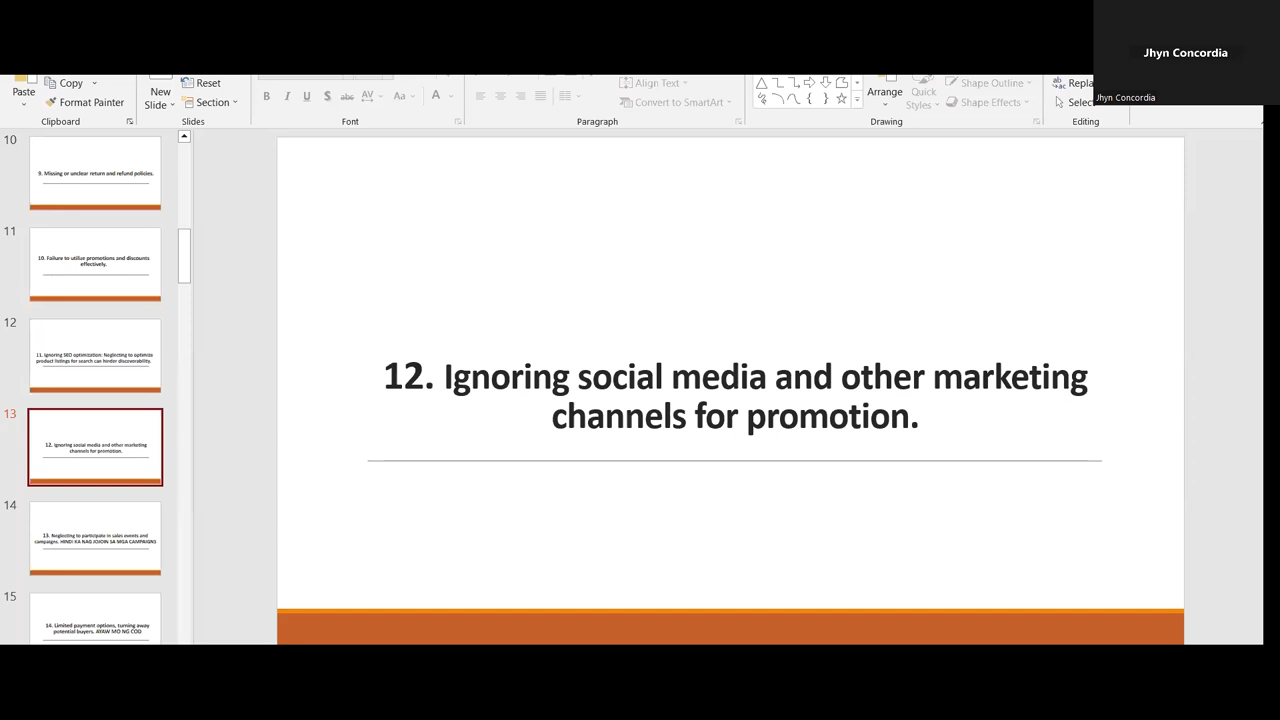 Jhyn Concordia
Jhyn Concordia
Paste
Copy
Format Painter
Clipboard
New
Slide
Reset
Section
Slides
B I U S abc AV Aa A
Font
Align Text
Convert to SmartArt
Paragraph
Arrange
Quick
Styles
Shape Outline
Shape Effects
Drawing
Repla
Selec
Editing
10
9. Missing or unclear return and refund policies.
11
10. Failure to utilize promotions and discounts
effectively.
12
11. Ignoring SEO optimization: Neglecting to optimize
product listings for search can hinder discoverability.
13
12. Ignoring social media and other marketing
channels for promotion.
14
13. Neglecting to participate in sales events and
campaigns. HINDI KA NAG JOJOIN SA MGA CAMPAIGNS
15
14. Limited payment options, turning away
potential buyers. AYAW MO NG COD
12. Ignoring social media and other marketing
channels for promotion.